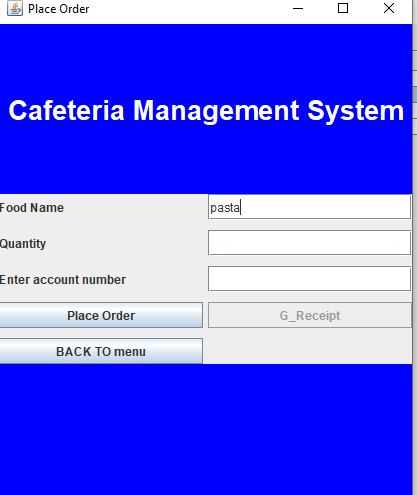 Place Order
Cafeteria Management System
Food Name
pasta
Quantity
Enter account number
Place Order
G_Receipt
BACK TO menu